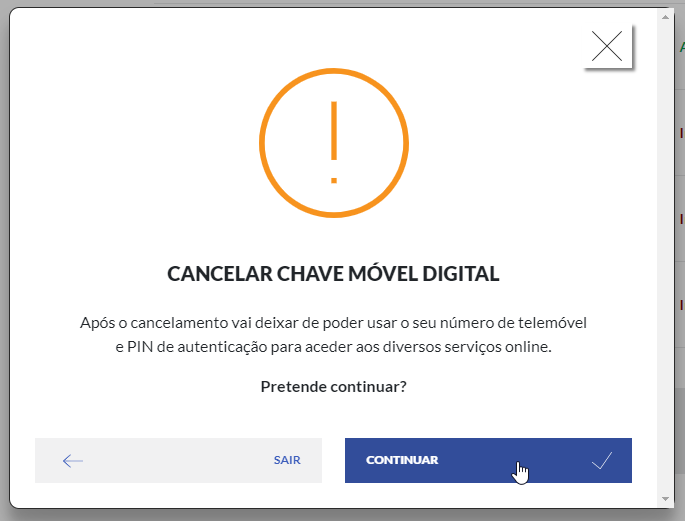 CANCELAR CHAVE MÓVEL DIGITAL
Após o cancelamento vai deixar de poder usar o seu número de telemóvel
e PIN de autenticação para aceder aos diversos serviços online.
Pretende continuar?
SAIR
CONTINUAR